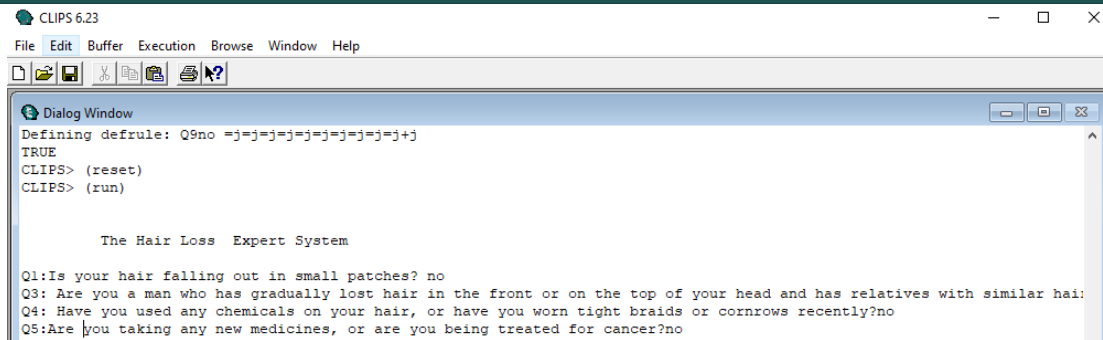 CLIPS 6.23
File Edit Buffer Execution Browse Window Help
Dialog Window
Defining defrule: Q9no =j=j=j=j=j=j=j=j=j=j+j
TRUE
CLIPS> (reset)
CLIPS> (run)
The Hair Loss  Expert System
Q1:Is your hair falling out in small patches? no
Q3: Are you a man who has gradually lost hair in the front or on the top of your head and has relatives with similar hai
Q4: Have you used any chemicals on your hair, or have you worn tight braids or cornrows recently?no
Q5:Are you taking any new medicines, or are you being treated for cancer?no